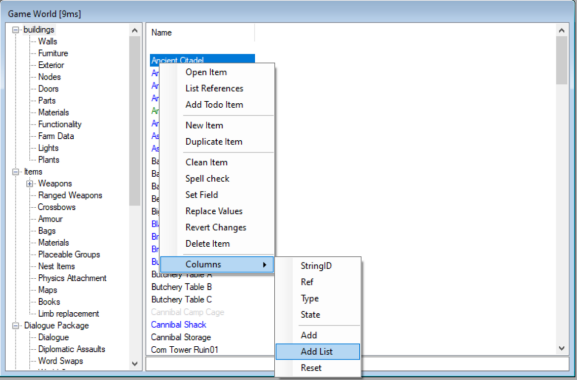 Game World [9ms]
buildings
Walls
Furniture
Exterior
Nodes
Doors
Parts
Materials
Functionality
Farm Data
Lights
Plants
Items
Weapons
Ranged Weapons
Crossbows
Armour
Bags
Materials
Placeable Groups
Nest Items
Physics Attachment
Maps
Books
Limb replacement
Dialogue Package
Dialogue
Diplomatic Assaults
Word Swaps
Name
Ancient Citadel
Open Item
List References
Add Todo Item
New Item
Duplicate Item
Clean Item
Spell check
Set Field
Replace Values
Revert Changes
Delete Item
Columns
StringID
Ref
Type
State
Add
Add List
Reset
Butchery Table A
Butchery Table B
Butchery Table C
Cannibal Camp Cage
Cannibal Shack
Cannibal Storage
Com Tower Ruin01